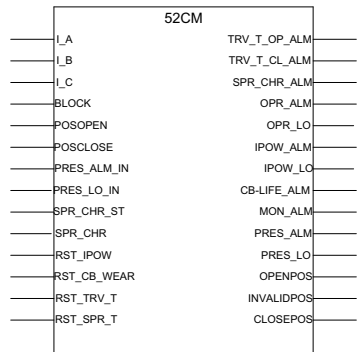 52CM
I_A TRV_T_OP_ALM
I_B TRV_T_CL_ALM
I_C SPR_CHR_ALM
BLOCK OPR_ALM
POSOPEN OPR_LO
POSCLOSE IPOW_ALM
PRES_ALM_IN IPOW_LO
PRES_LO_IN CB-LIFE_ALM
SPR_CHR_ST MON_ALM
SPR_CHR PRES_ALM
RST_IPOW PRES_LO
RST_CB_WEAR OPENPOS
RST_TRV_T INVALIDPOS
RST_SPR_T CLOSEPOS